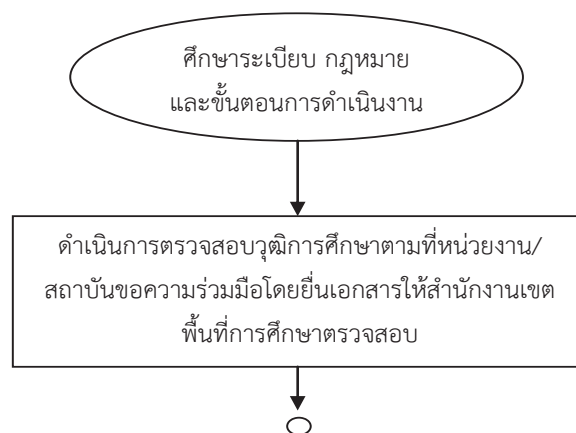 ศึกษาระเบียบ กฎหมาย
และขั้นตอนการดำเนินงาน
ดำเนินการตรวจสอบวุฒิการศึกษาตามที่หน่วยงาน/
สถาบันขอความร่วมมือโดยยื่นเอกสารให้สำนักงานเขต
พื้นที่การศึกษาตรวจสอบ